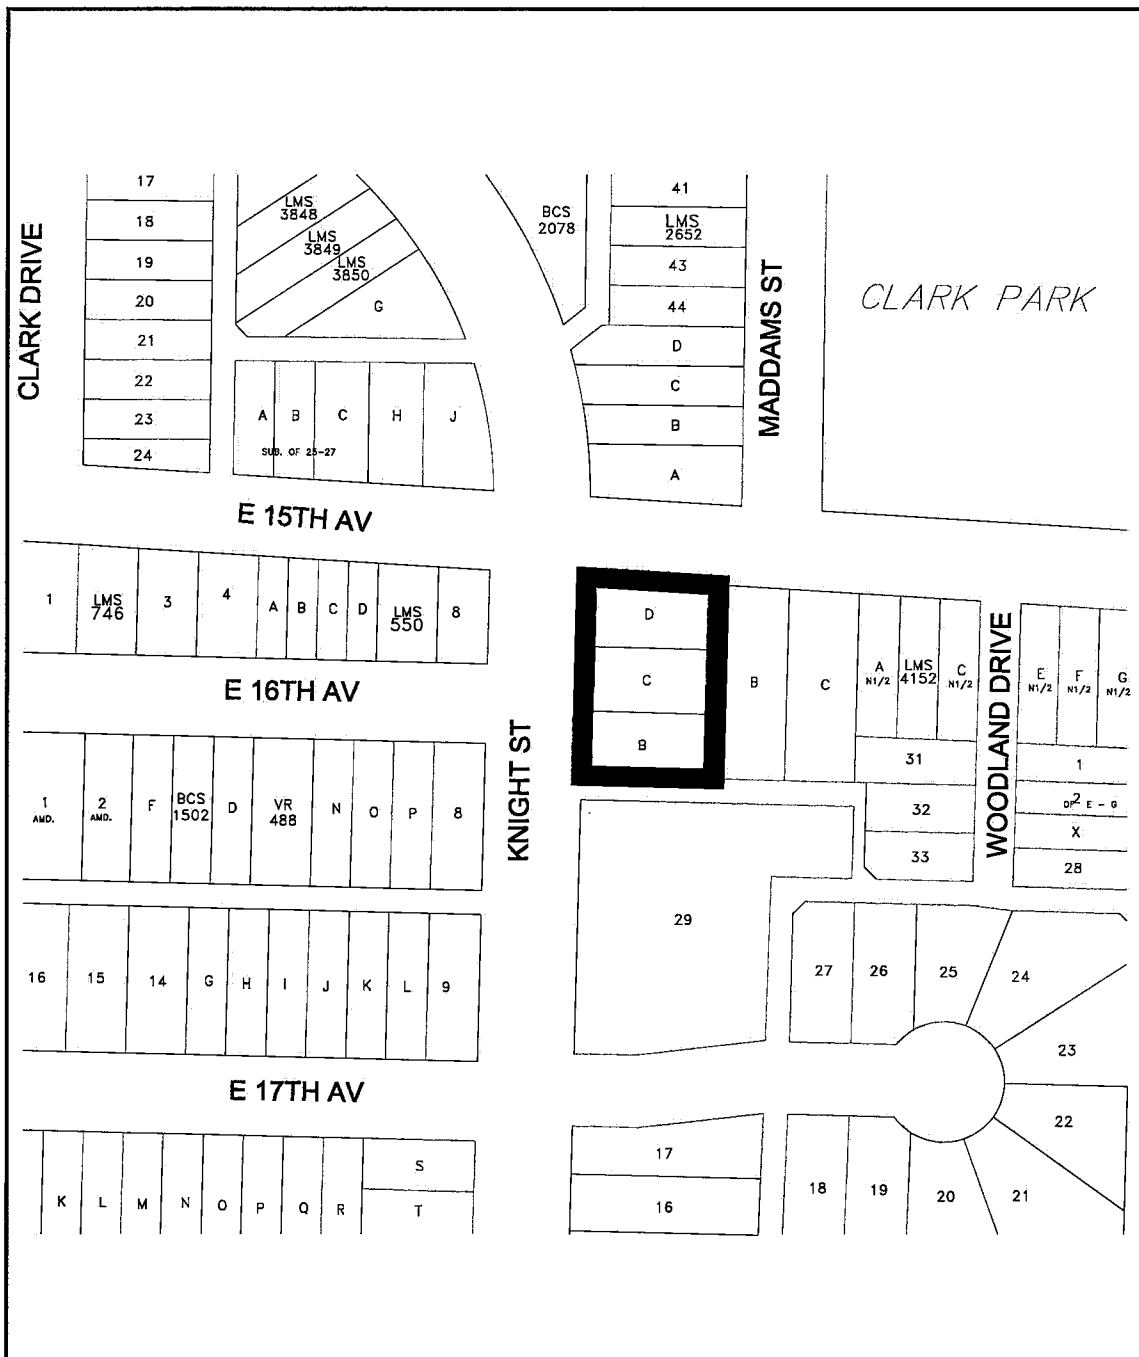 17
18
19
20
21
22
23
24
CLARK DRIVE
LMS
3848
LMS
3849
LMS
3850
G
A
B
C
H
J
SUB. OF 25-27
BCS
2078
41
LMS
2652
43
44
D
C
B
A
MADDAMS ST
CLARK PARK
E 15TH AV
1
LMS
746
3
4
A
B
C
D
LMS
550
8
E 16TH AV
D
C
B
B
C
A
N1/2
LMS
4152
C
N1/2
31
32
33
WOODLAND DRIVE
E
N1/2
F
N1/2
G
N1/2
1
2
OF E - G
X
28
KNIGHT ST
1
AMD.
2
AMD.
F
BCS
1502
D
VR
488
N
O
P
8
16
15
14
G
H
I
J
K
L
9
29
27
26
25
24
23
22
21
20
19
18
E 17TH AV
K
L
M
N
O
P
Q
R
S
T
17
16